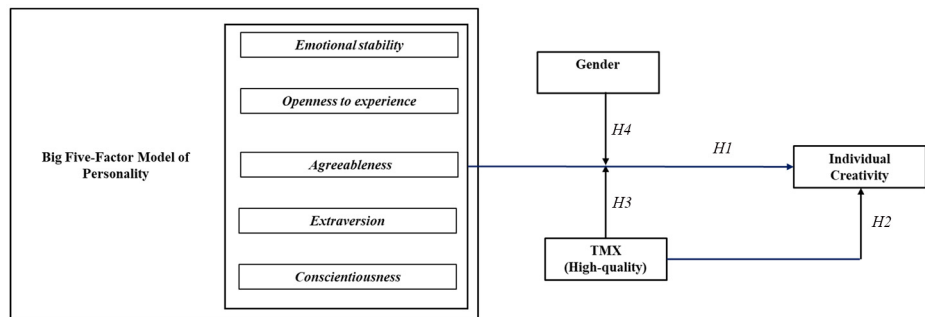 Big Five-Factor Model of
Personality
Emotional stability
Openness to experience
Agreeableness
Extraversion
Conscientiousness
Gender
H4
H1
H3
TMX
(High-quality)
Individual
Creativity
H2